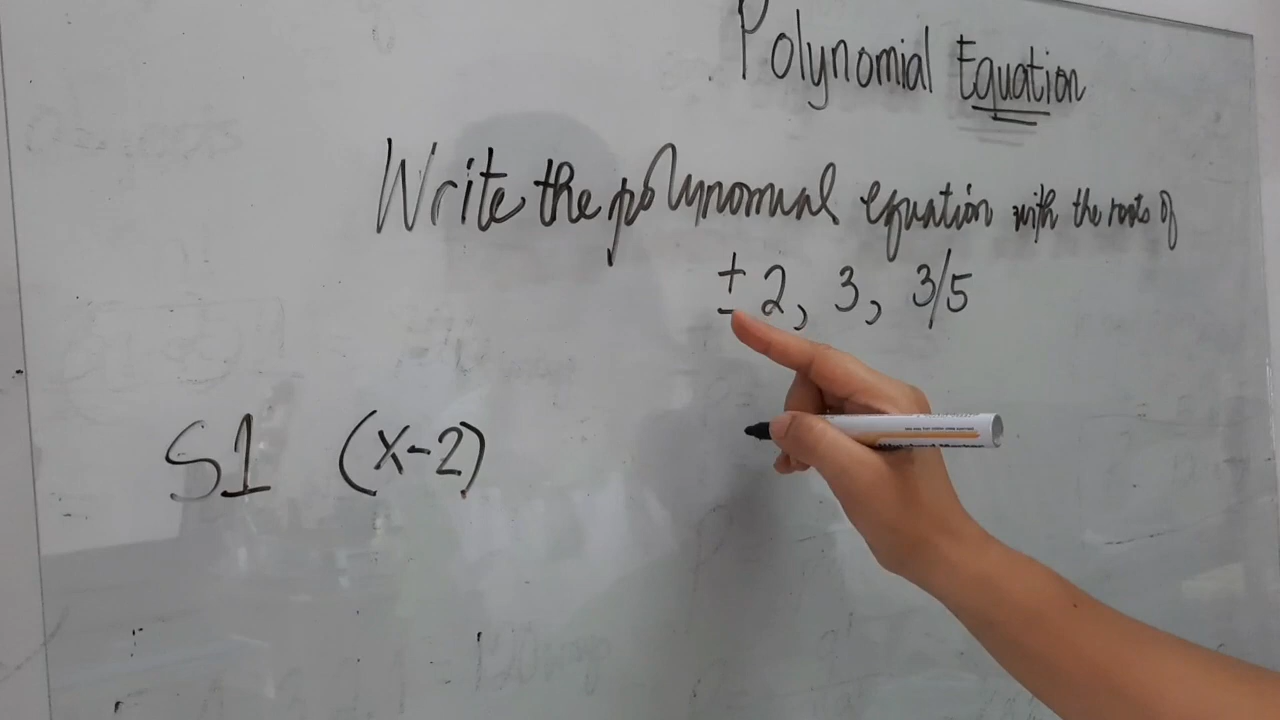 Polynomial Equation
Write the polynomial equation with the roots of
± 2, 3, 3/5
S1 (x-2)